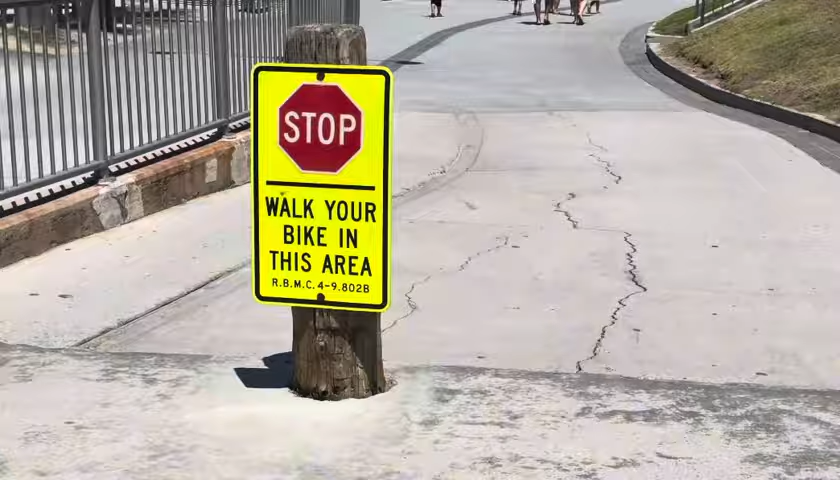 STOP
WALK YOUR
BIKE IN
THIS AREA
R.B.M.C. 4-9.802B